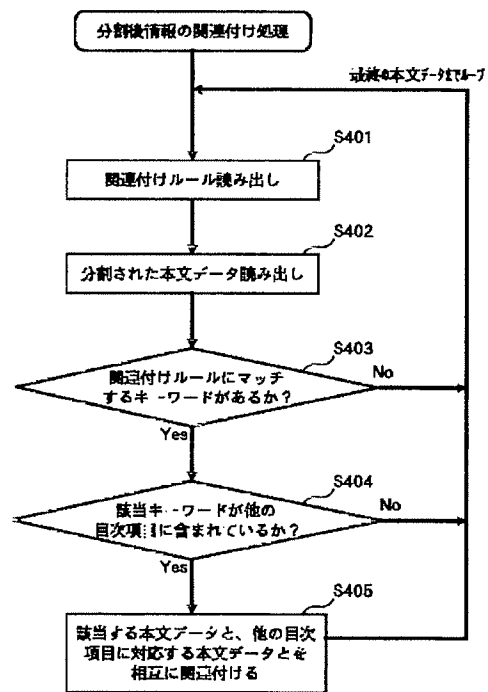 分割後情報の関連付け処理
最終の本文データまでループ
S401
関連付けルール読み出し
S402
分割された本文データ読み出し
S403
関連付けルールにマッチ
するキーワードがあるか?
No
Yes
S404
該当キーワードが他の
目次項目に含まれているか?
No
Yes
S405
該当する本文データと、他の目次
項目に対応する本文データとを
相互に関連付ける